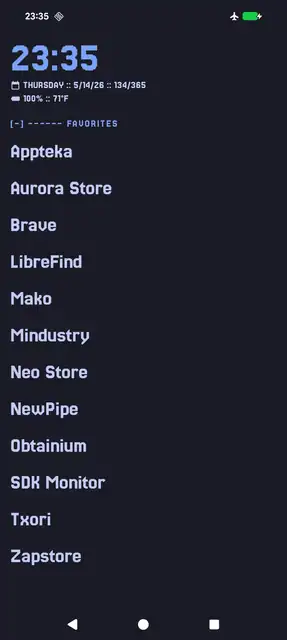 23:35
23:35
THURSDAY :: 5/14/26 :: 134/365
100% :: 71°F
[-] ------ FAVORITES
Appteka
Aurora Store
Brave
LibreFind
Mako
Mindustry
Neo Store
NewPipe
Obtainium
SDK Monitor
Txori
Zapstore